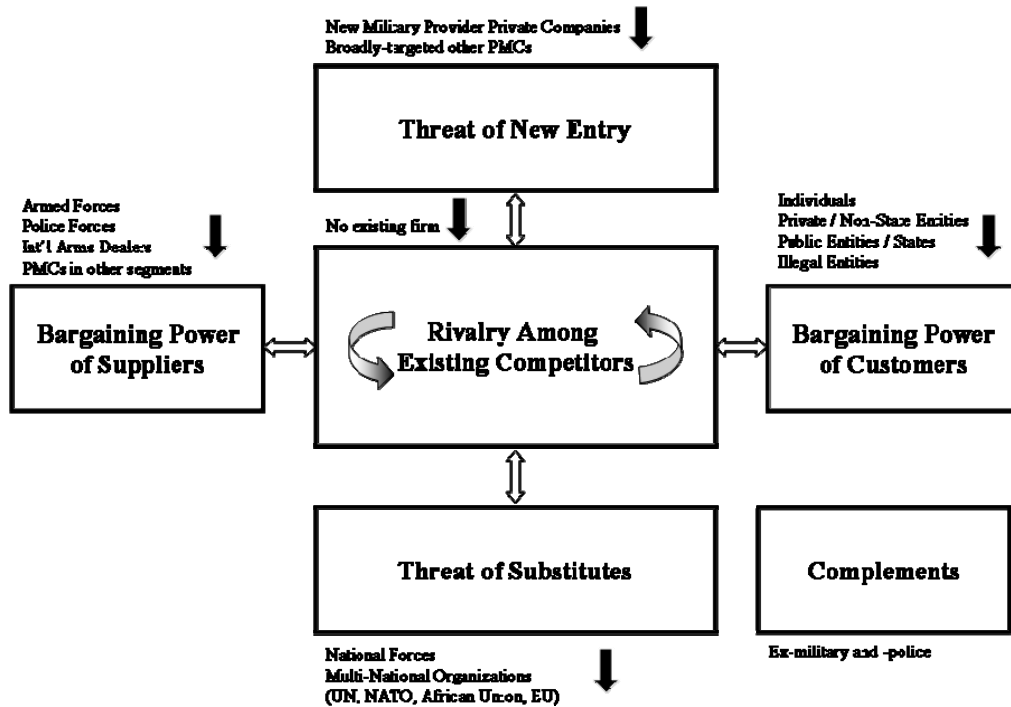 New Military Provider Private Companies
Broadly-targeted other PMCs
Threat of New Entry
Armed Forces
Police Forces
Int'l Arms Dealers
PMCs in other segments
No existing firm
Individuals
Private / Non-State Entities
Public Entities / States
Illegal Entities
Bargaining Power
of Suppliers
Rivalry Among
Existing Competitors
Bargaining Power
of Customers
Threat of Substitutes
Complements
National Forces
Multi-National Organizations
(UN, NATO, African Union, EU)
Ex-military and -police